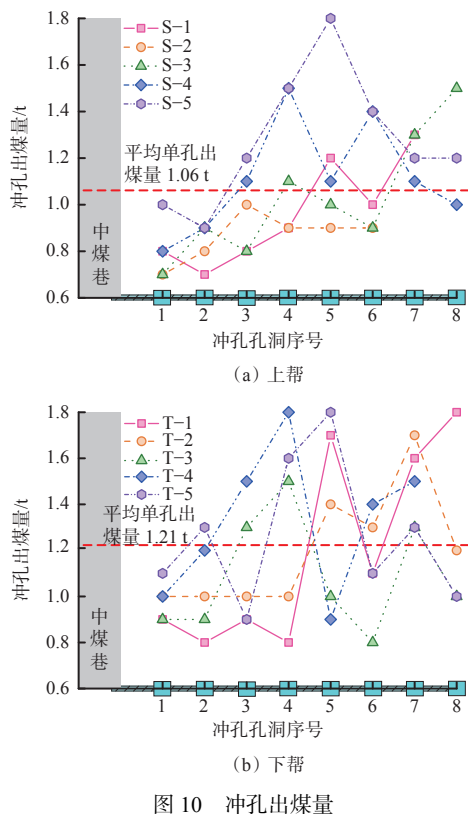 1.8
1.6
1.4
1.2
1.0
0.8
0.6
冲孔出煤量/t
S-1
S-2
S-3
S-4
S-5
平均单孔出
煤量 1.06 t
中煤巷
1 2 3 4 5 6 7 8
冲孔孔洞序号
(a) 上帮
1.8
1.6
1.4
1.2
1.0
0.8
0.6
冲孔出煤量/t
T-1
T-2
T-3
T-4
T-5
平均单孔出
煤量 1.21 t
中煤巷
1 2 3 4 5 6 7 8
冲孔孔洞序号
(b) 下帮
图 10 冲孔出煤量